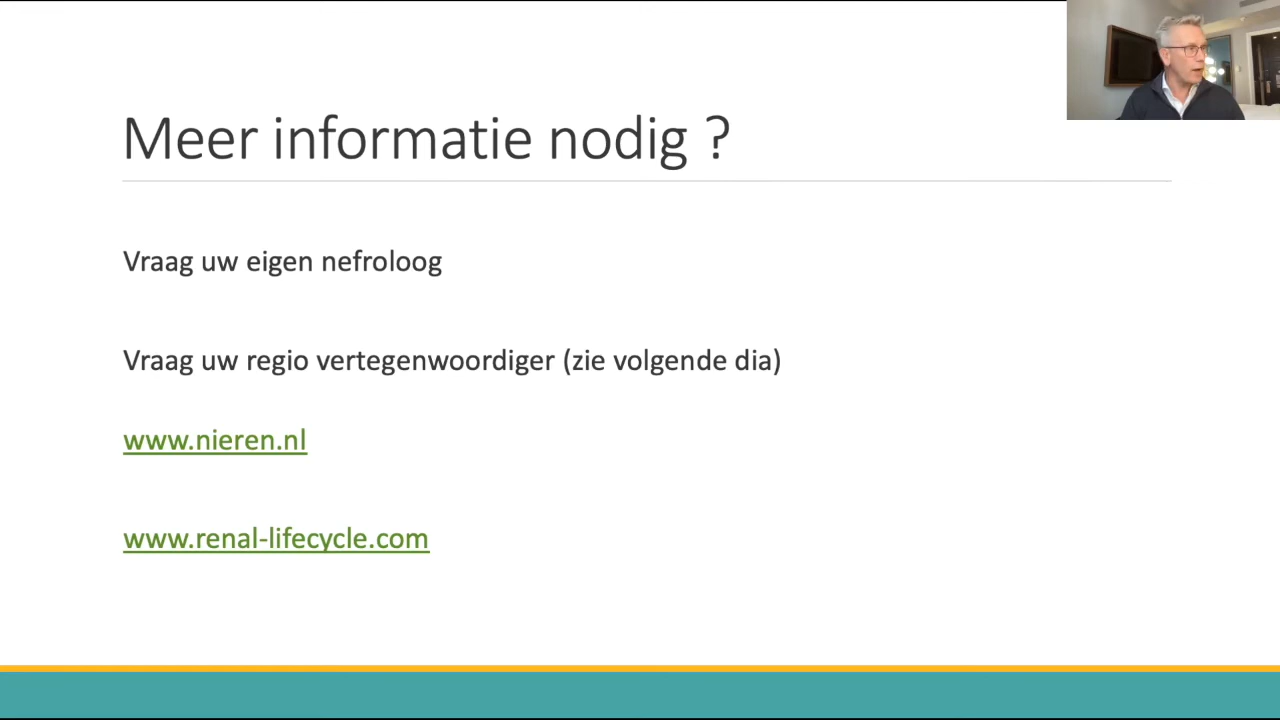 Meer informatie nodig ?
Vraag uw eigen nefroloog
Vraag uw regio vertegenwoordiger (zie volgende dia)
www.nieren.nl
www.renal-lifecycle.com